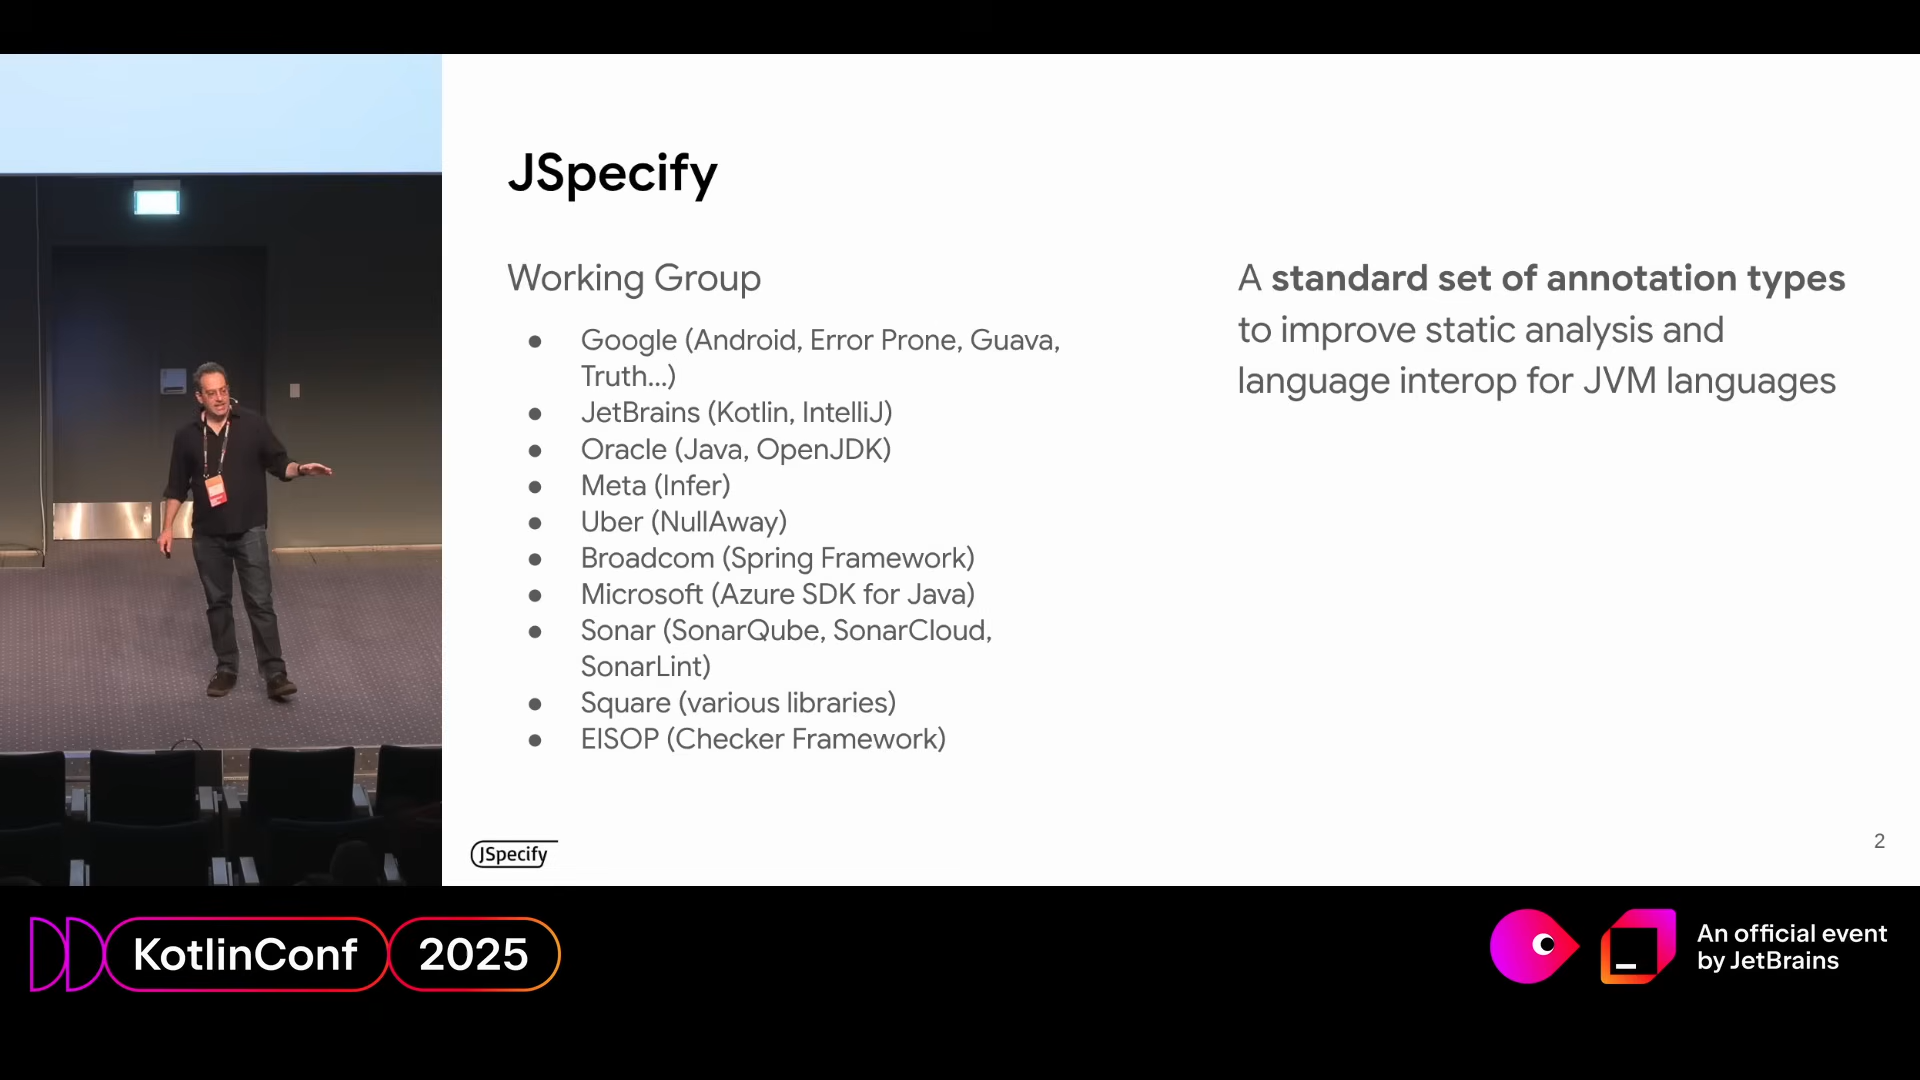 JSpecify
Working Group
● Google (Android, Error Prone, Guava,
Truth...)
● JetBrains (Kotlin, IntelliJ)
● Oracle (Java, OpenJDK)
● Meta (Infer)
● Uber (NullAway)
● Broadcom (Spring Framework)
● Microsoft (Azure SDK for Java)
● Sonar (SonarQube, SonarCloud,
SonarLint)
● Square (various libraries)
● EISOP (Checker Framework)
A standard set of annotation types
to improve static analysis and
language interop for JVM languages
JSpecify
2
KotlinConf 2025
An official event
by JetBrains